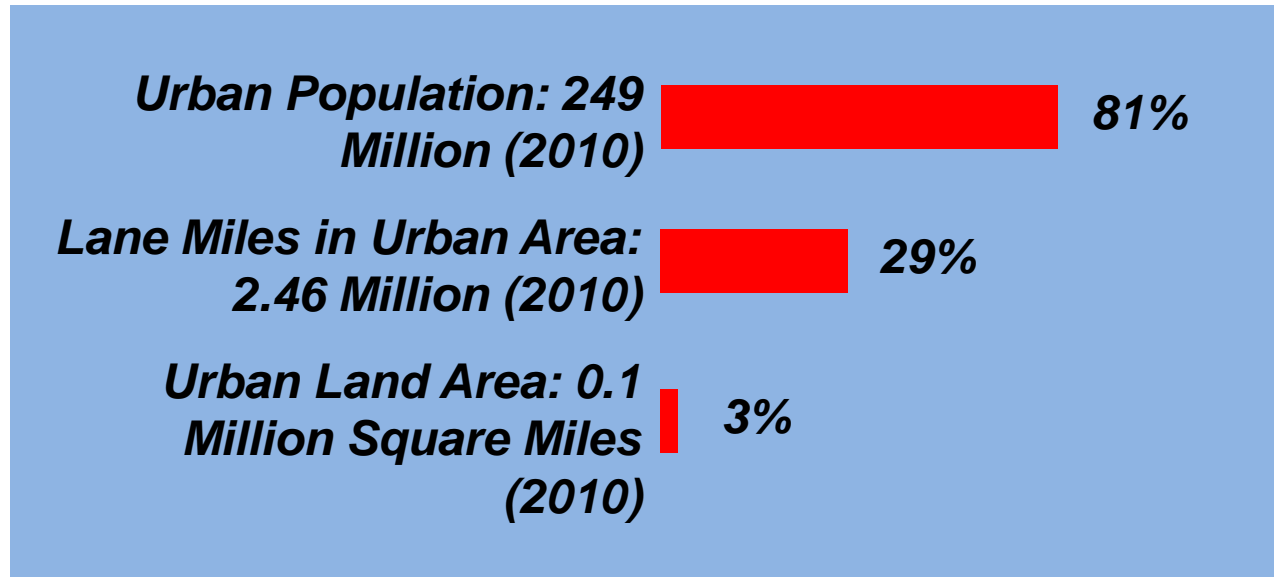 Urban Population: 249
Million (2010)
81%
Lane Miles in Urban Area:
2.46 Million (2010)
29%
Urban Land Area: 0.1
Million Square Miles
(2010)
3%